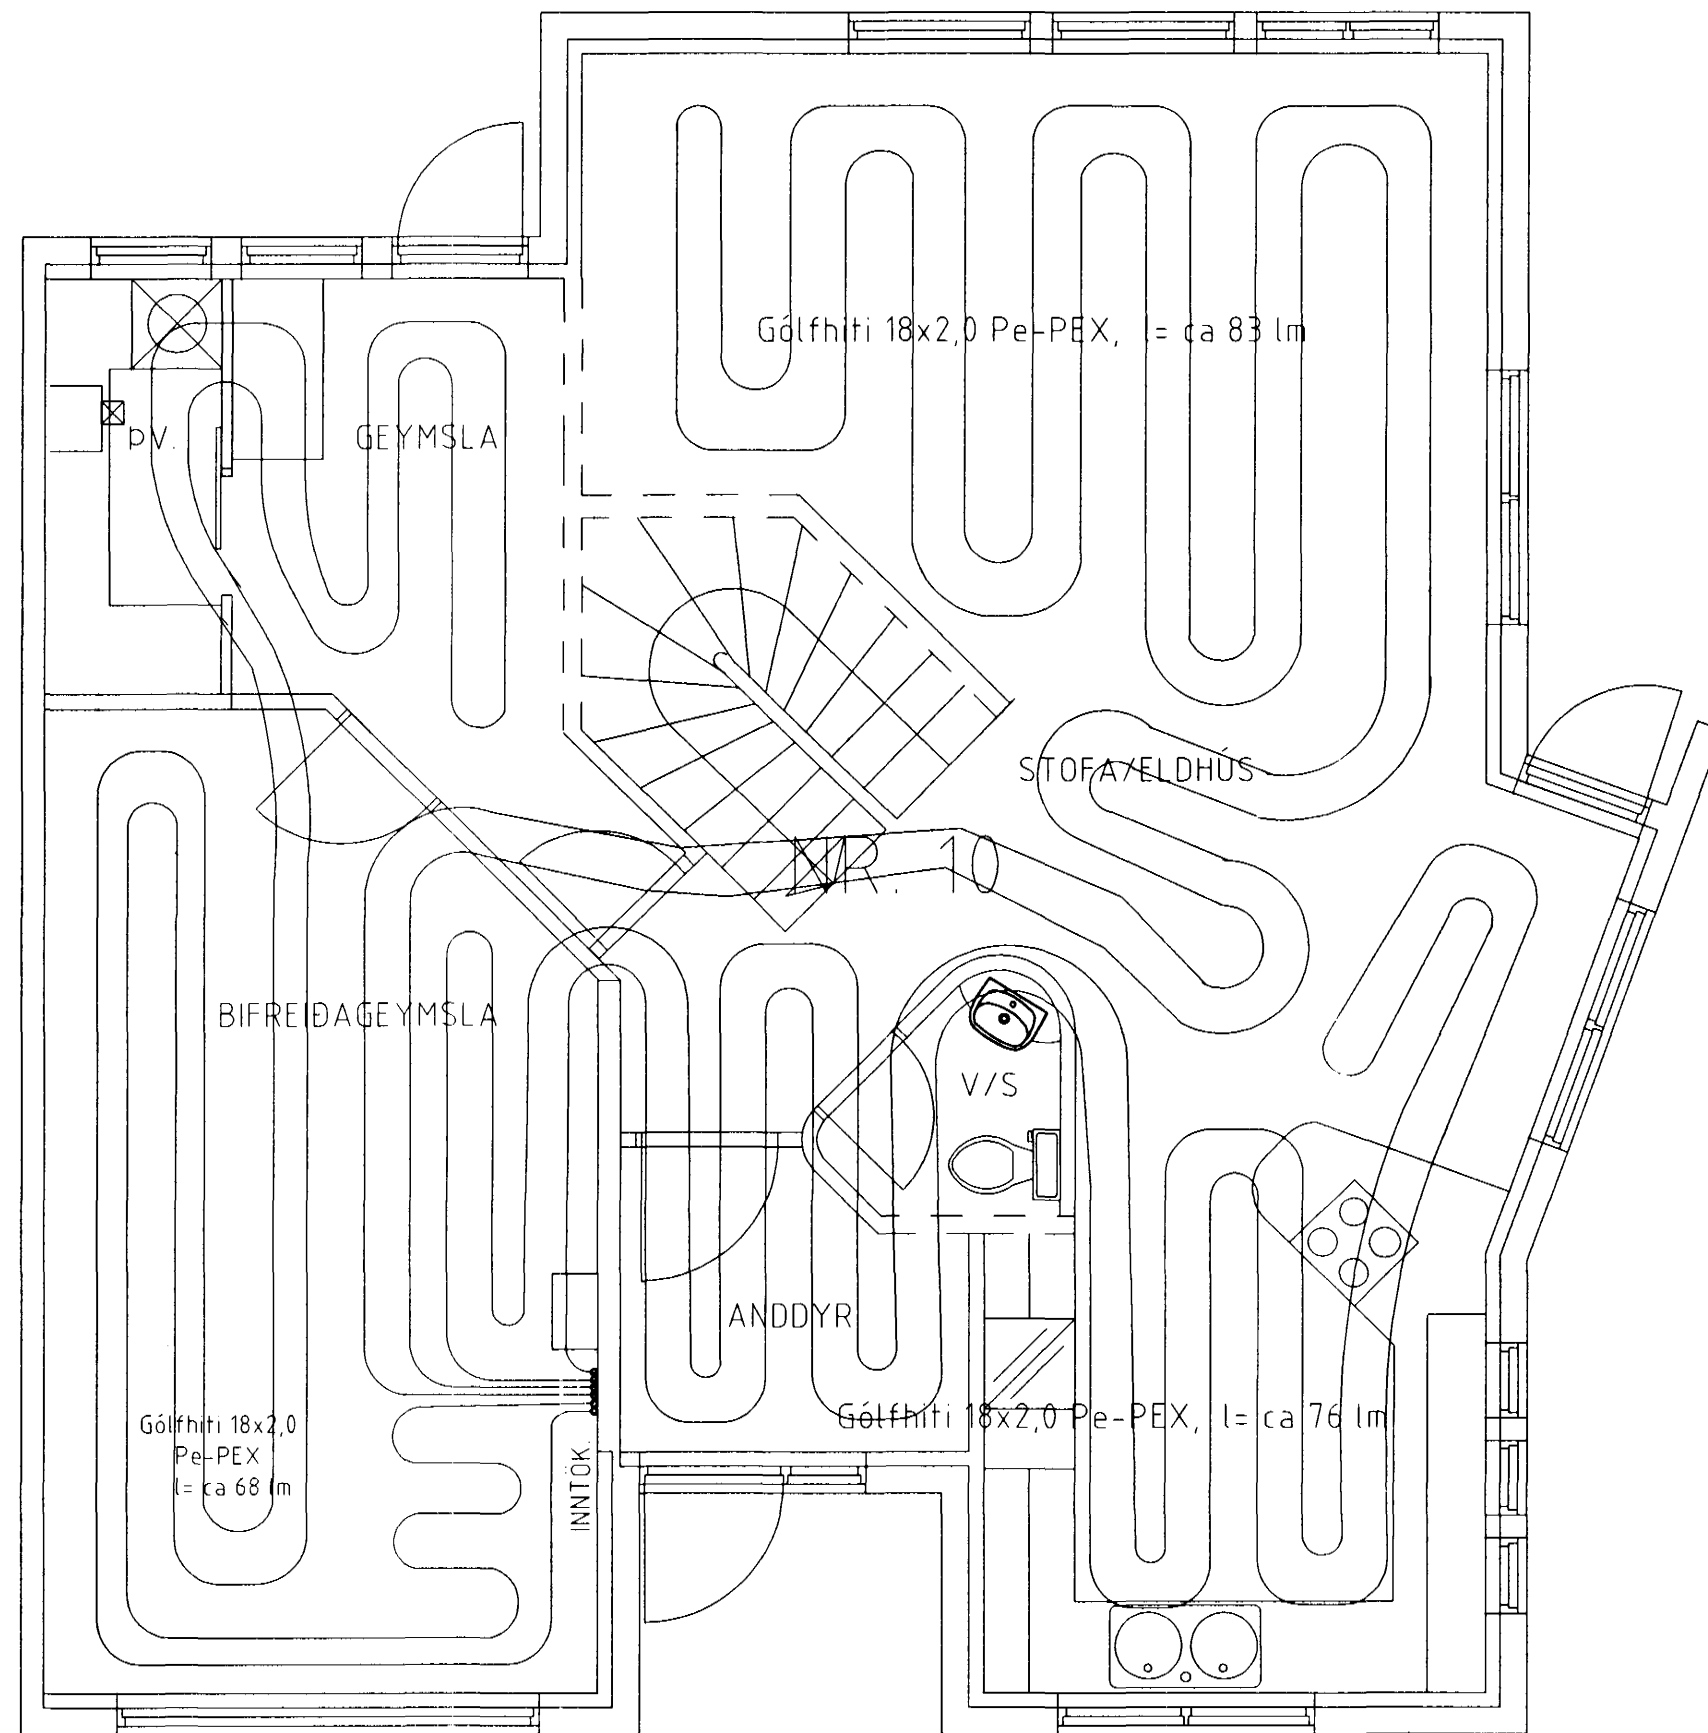 Gólfhiti 18x2,0 Pe-PEX, l= ca 83 lm
ÞV.
GEYMSLA
STOFA/ELDHÚS
NR. 10
BIFREIÐAGEYMSLA
V/S
ANDDYR
Gólfhiti 18x2,0 Pe-PEX, l= ca 76 lm
Gólfhiti 18x2,0
Pe-PEX
l= ca 68 lm
INNTÖK.